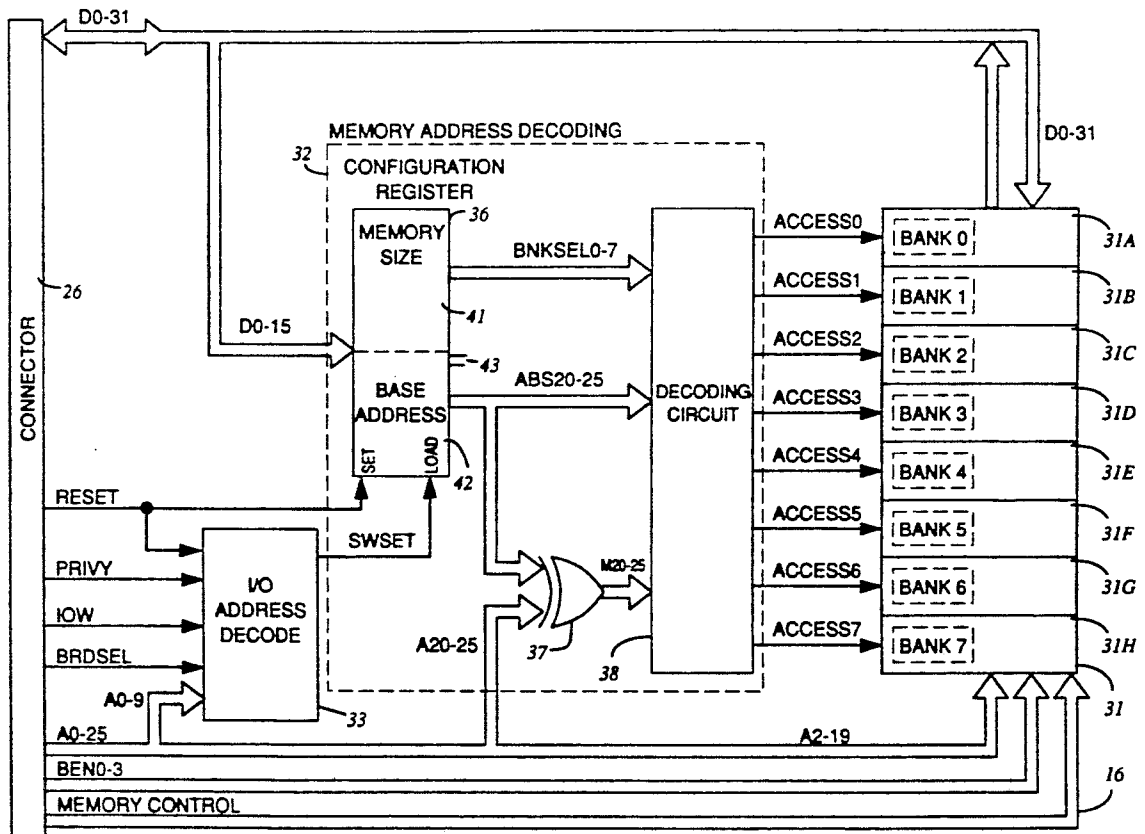 D0-31
MEMORY ADDRESS DECODING
32
CONFIGURATION
REGISTER
36
MEMORY
SIZE
41
BNKSEL0-7
D0-15
43
BASE
ADDRESS
42
SET
LOAD
ABS20-25
DECODING
CIRCUIT
38
D0-31
ACCESS0
BANK 0
31A
ACCESS1
BANK 1
31B
ACCESS2
BANK 2
31C
ACCESS3
BANK 3
31D
ACCESS4
BANK 4
31E
ACCESS5
BANK 5
31F
ACCESS6
BANK 6
31G
ACCESS7
BANK 7
31H
31
26
CONNECTOR
RESET
SWSET
PRIVY
I/O
ADDRESS
DECODE
33
IOW
BRDSEL
A0-9
M20-25
37
A20-25
A0-25
A2-19
BEN0-3
MEMORY CONTROL
16